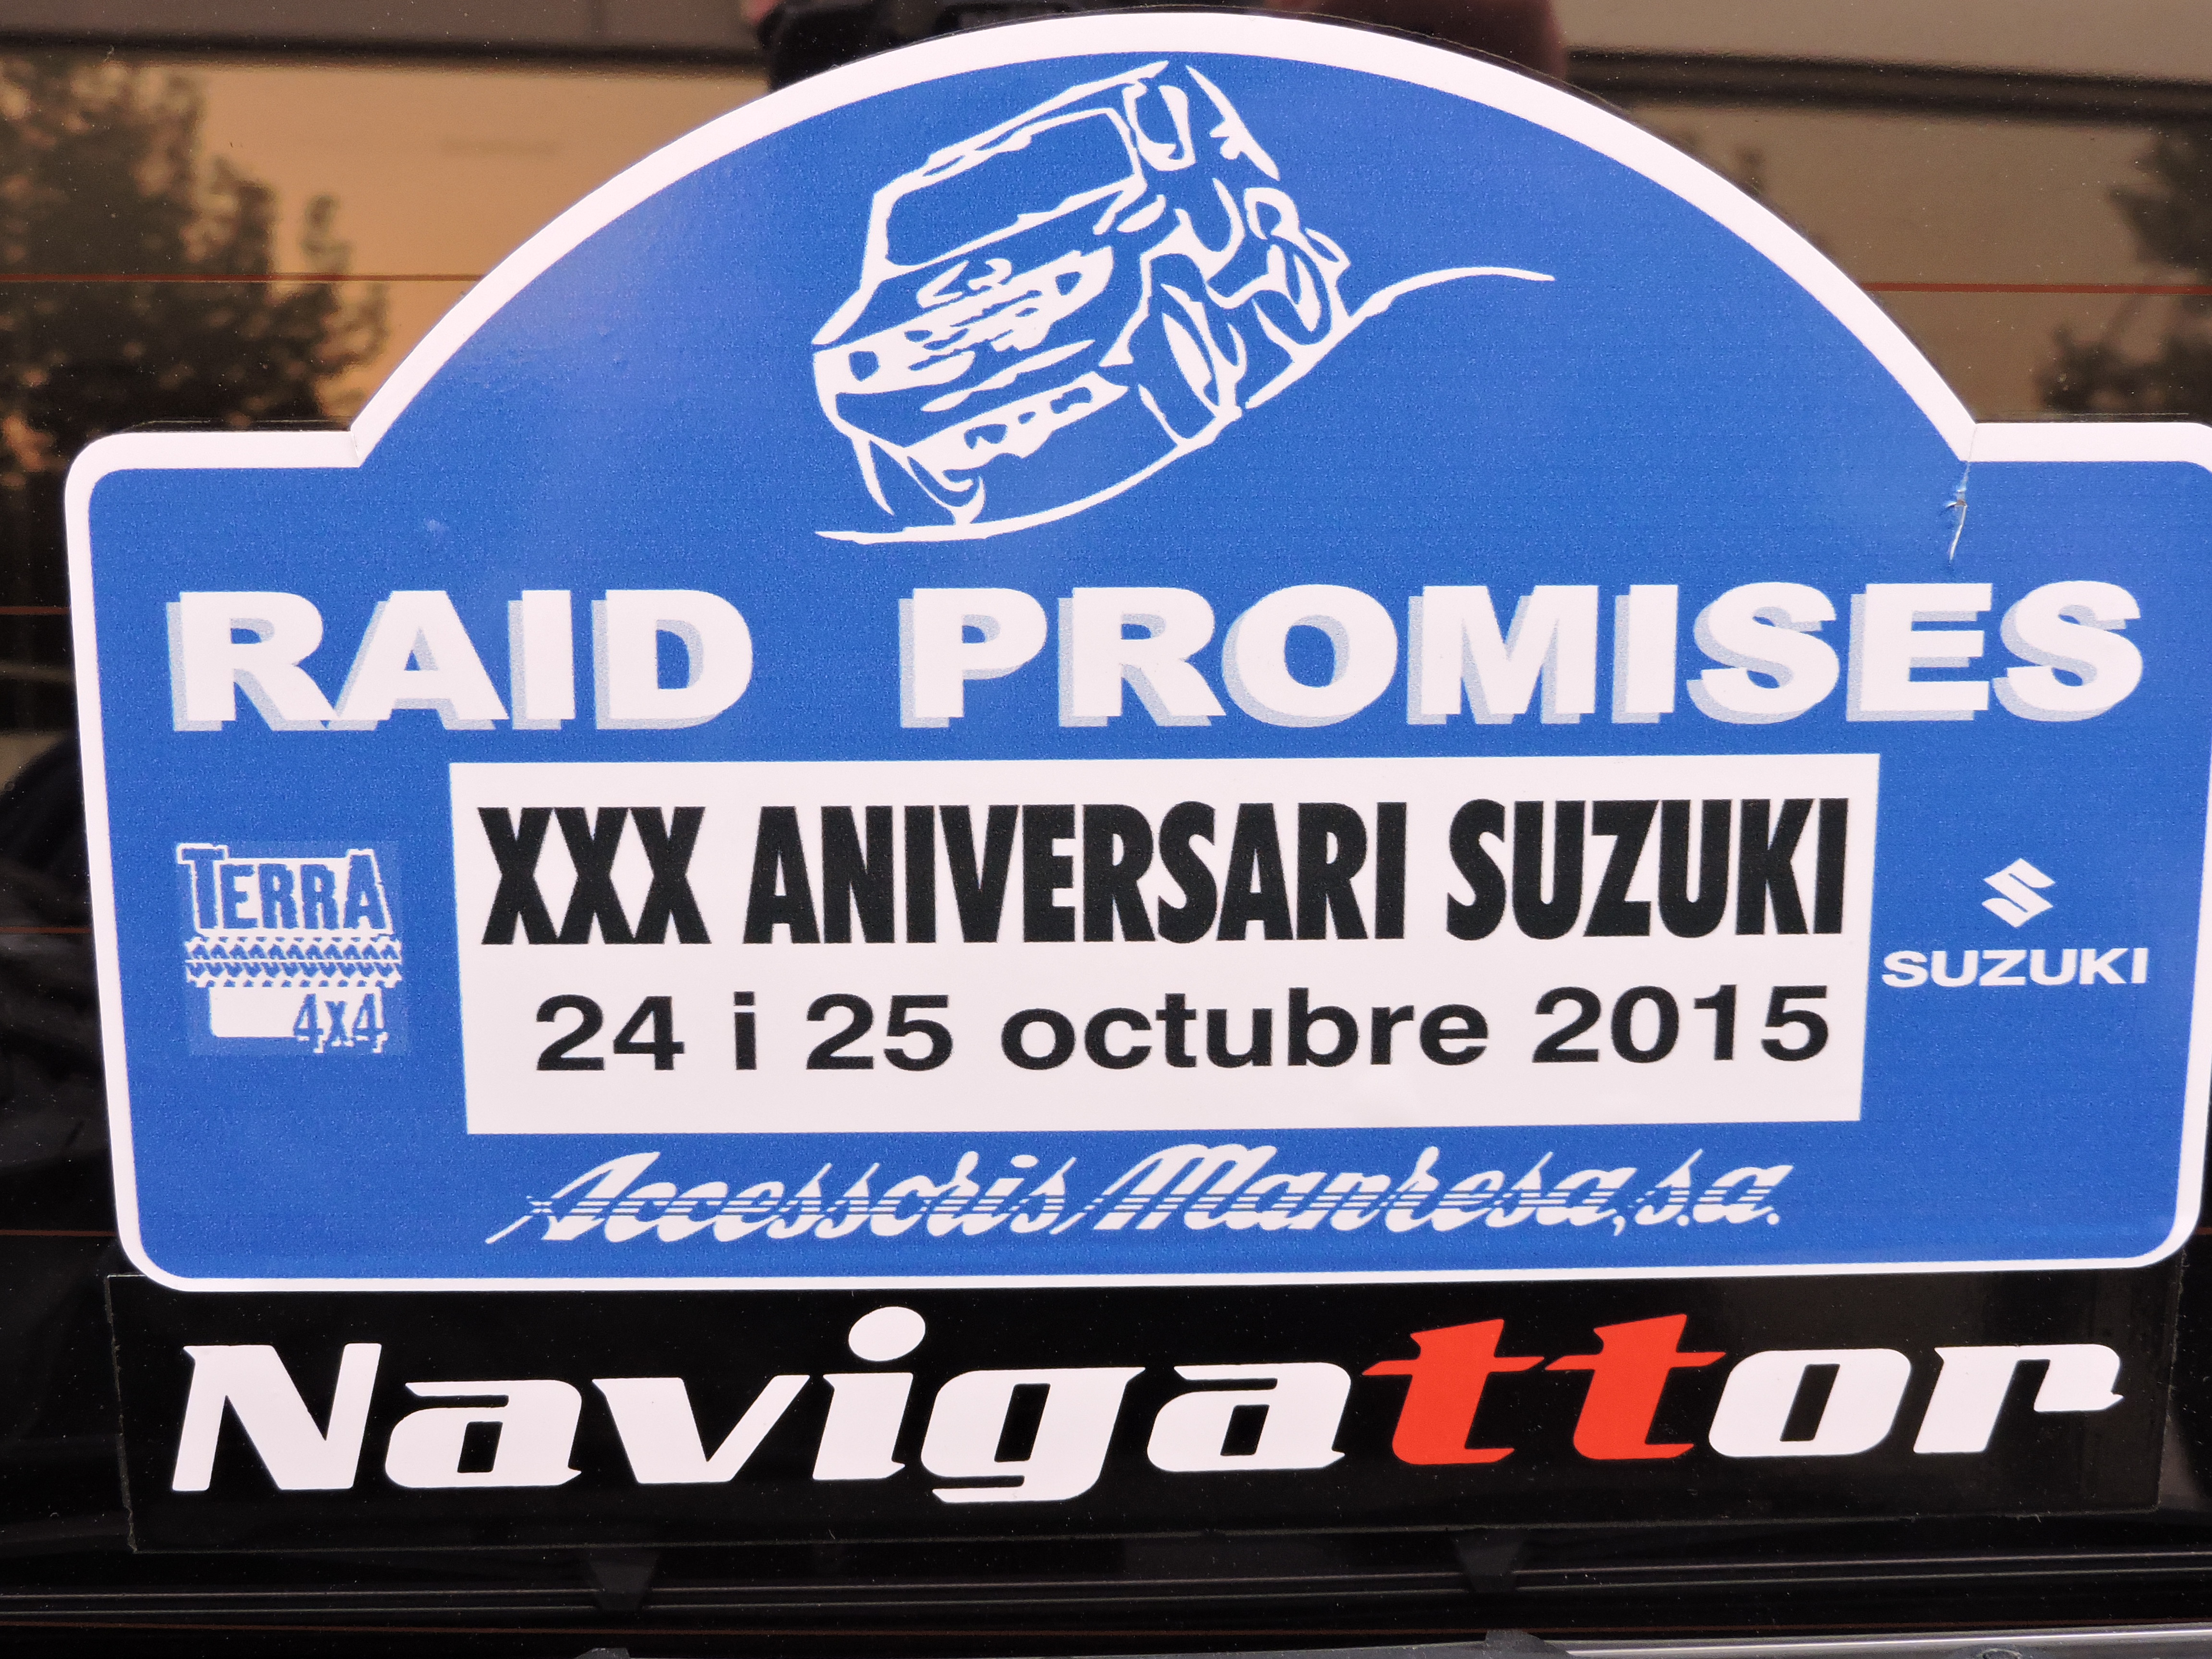 RAID PROMISES
XXX ANIVERSARI SUZUKI
24 i 25 octubre 2015
TERRA
4x4
SUZUKI
Accessoris Manresa, s.a.
Navigattor